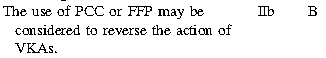 The use of PCC or FFP may be IIb B
considered to reverse the action of
VKAs.